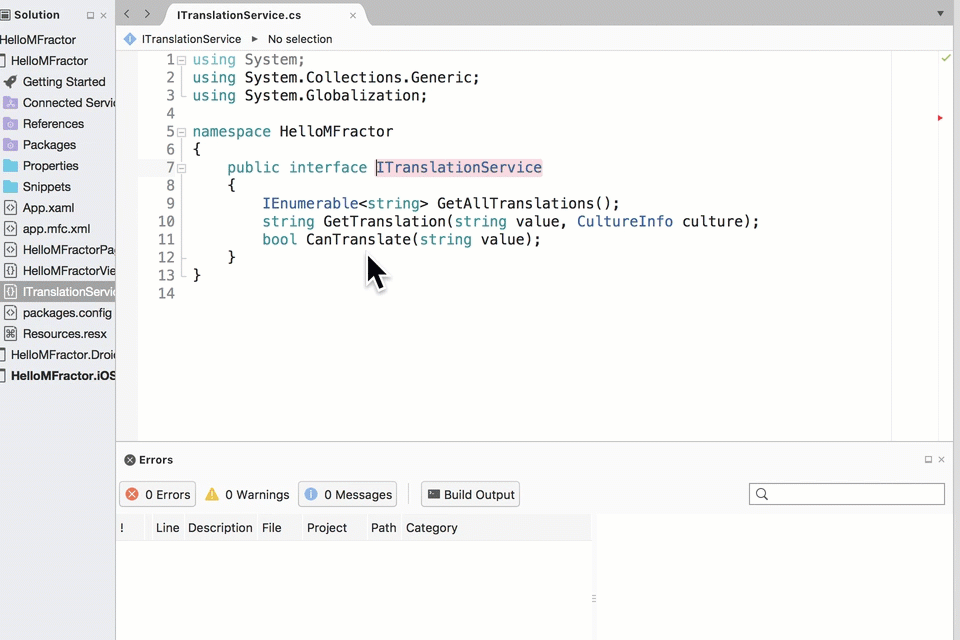 Solution
HelloMFractor
HelloMFractor
Getting Started
Connected Servic
References
Packages
Properties
Snippets
App.xaml
app.mfc.xml
HelloMFractorPa
HelloMFractorVie
ITranslationServic
packages.config
Resources.resx
HelloMFractor.Droi
HelloMFractor.iOS
ITranslationService.cs
ITranslationService ▸ No selection
1 using System;
2 using System.Collections.Generic;
3 using System.Globalization;
4
5 namespace HelloMFractor
6 {
7 public interface ITranslationService
8 {
9 IEnumerable<string> GetAllTranslations();
10 string GetTranslation(string value, CultureInfo culture);
11 bool CanTranslate(string value);
12 }
13 }
14
Errors
0 Errors 0 Warnings 0 Messages Build Output
! Line Description File Project Path Category